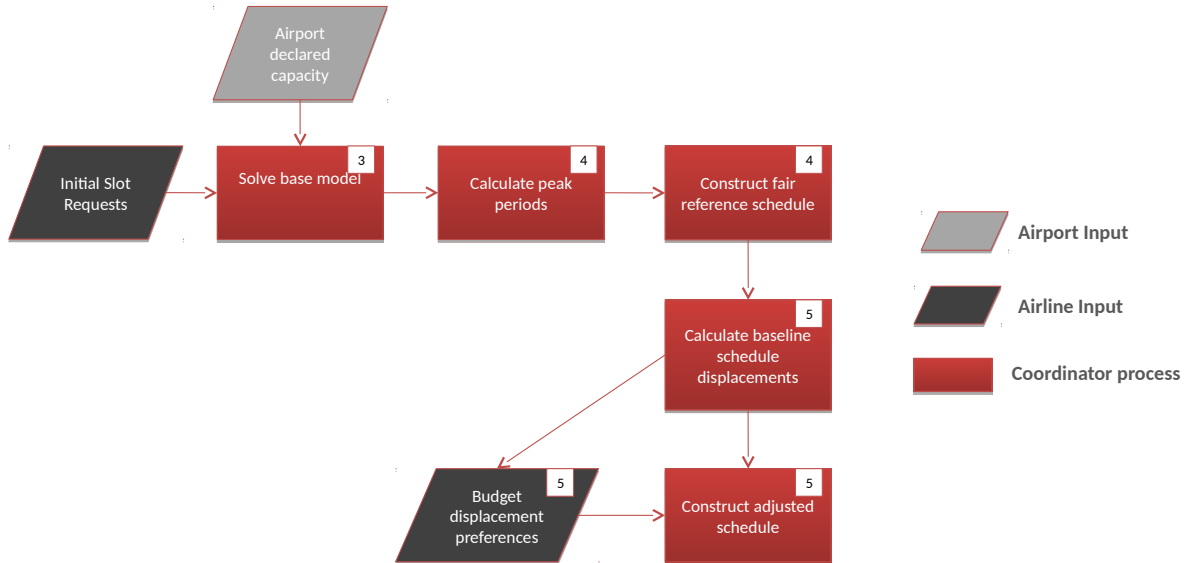 Airport
declared
capacity
Initial Slot
Requests
3
Solve base model
4
Calculate peak
periods
4
Construct fair
reference schedule
Airport Input
Airline Input
Coordinator process
5
Calculate baseline
schedule
displacements
5
Budget
displacement
preferences
5
Construct adjusted
schedule